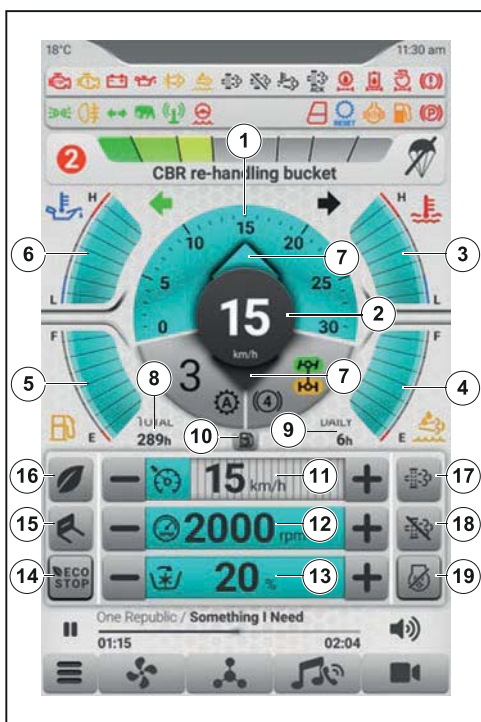 18°C 11:30 am
RESET
2
CBR re-handling bucket
1
H H
10 15 20
6 7 3
5 25
L 15 2 L
F 0 km/h 30 F
5 8 3 A (4) 7 4
E TOTAL 9 DAILY E
289h 10 6h
16 − 15 km/h 11 + 17
15 − 2000 rpm 12 + 18
14 ECO STOP − 20 % 13 + 19
One Republic / Something I Need
01:15 02:04